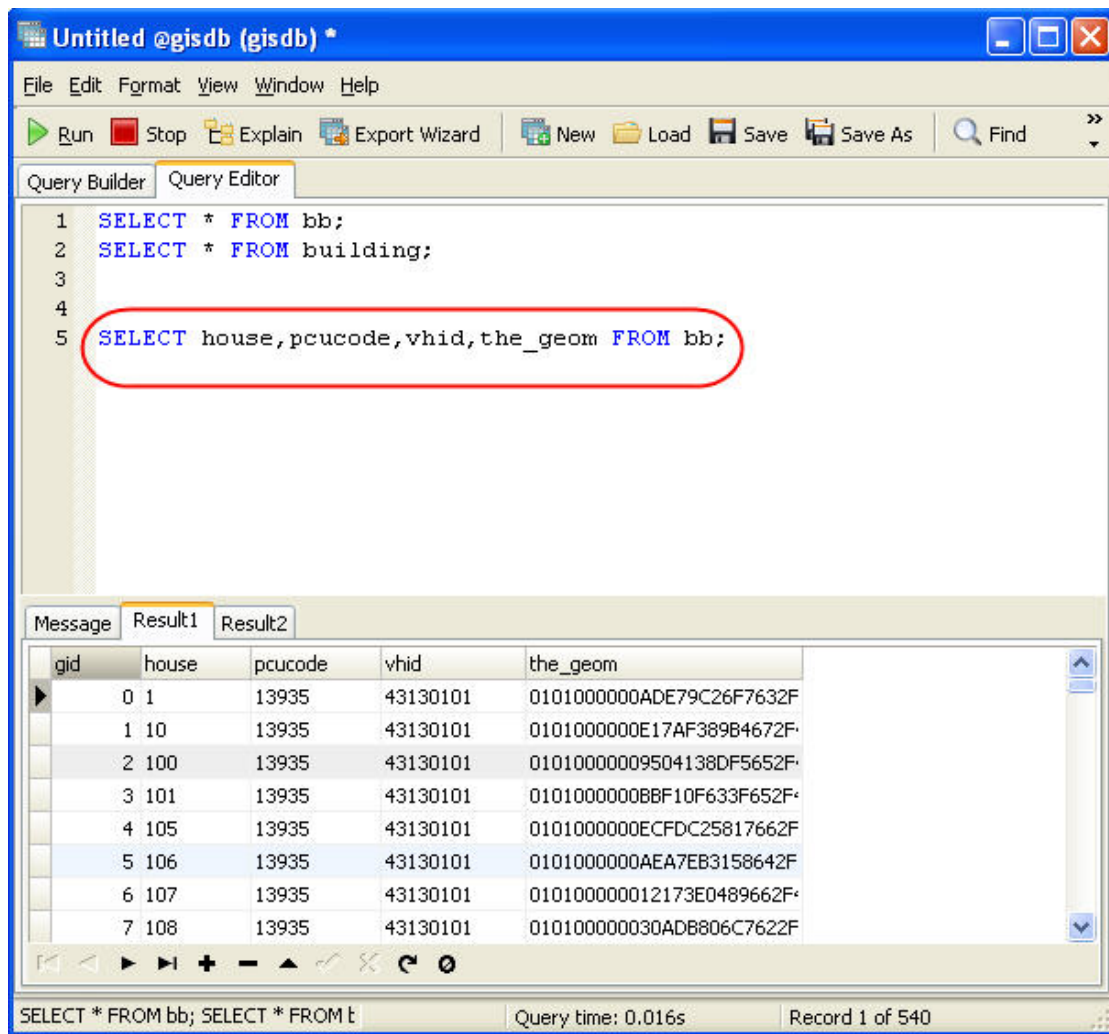 Untitled @gisdb (gisdb) *
File Edit Format View Window Help
Run Stop Explain Export Wizard New Load Save Save As Find »
Query Builder Query Editor
1 SELECT * FROM bb;
2 SELECT * FROM building;
3
4
5 SELECT house,pcucode,vhid,the_geom FROM bb;
Message Result1 Result2
gid house pcucode vhid the_geom
0 1 13935 43130101 0101000000ADE79C26F7632F
1 10 13935 43130101 0101000000E17AF389B4672F
2 100 13935 43130101 01010000009504138DF5652F
3 101 13935 43130101 0101000000BBF10F633F652F
4 105 13935 43130101 0101000000ECFDC25817662F
5 106 13935 43130101 0101000000AEA7EB3158642F
6 107 13935 43130101 010100000012173E0489662F
7 108 13935 43130101 010100000030ADB806C7622F
SELECT * FROM bb; SELECT * FROM t Query time: 0.016s Record 1 of 540